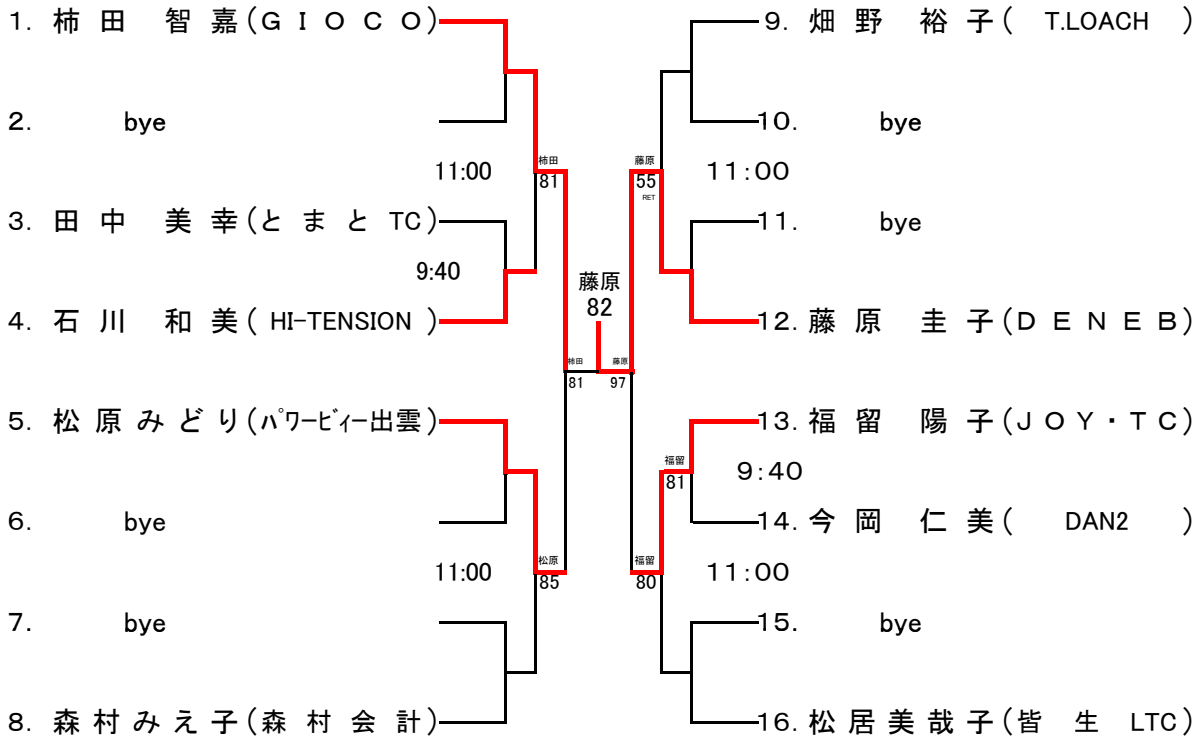 1. 柿田 智嘉(GIOCO)
2. bye
11:00
柿田
81
3. 田中 美幸(とまとTC)
9:40
4. 石川 和美(HI-TENSION)
5. 松原みどり(パワービィー出雲)
6. bye
11:00
松原
85
7. bye
8. 森村みえ子(森村会計)
藤原
82
柿田
81
藤原
97
9. 畑野 裕子(T.LOACH)
10. bye
藤原
55
RET
11:00
11. bye
12. 藤原 圭子(DENEB)
13. 福留 陽子(JOY・TC)
福留
81
9:40
14. 今岡 仁美(DAN2)
福留
80
11:00
15. bye
16. 松居美哉子(皆生LTC)